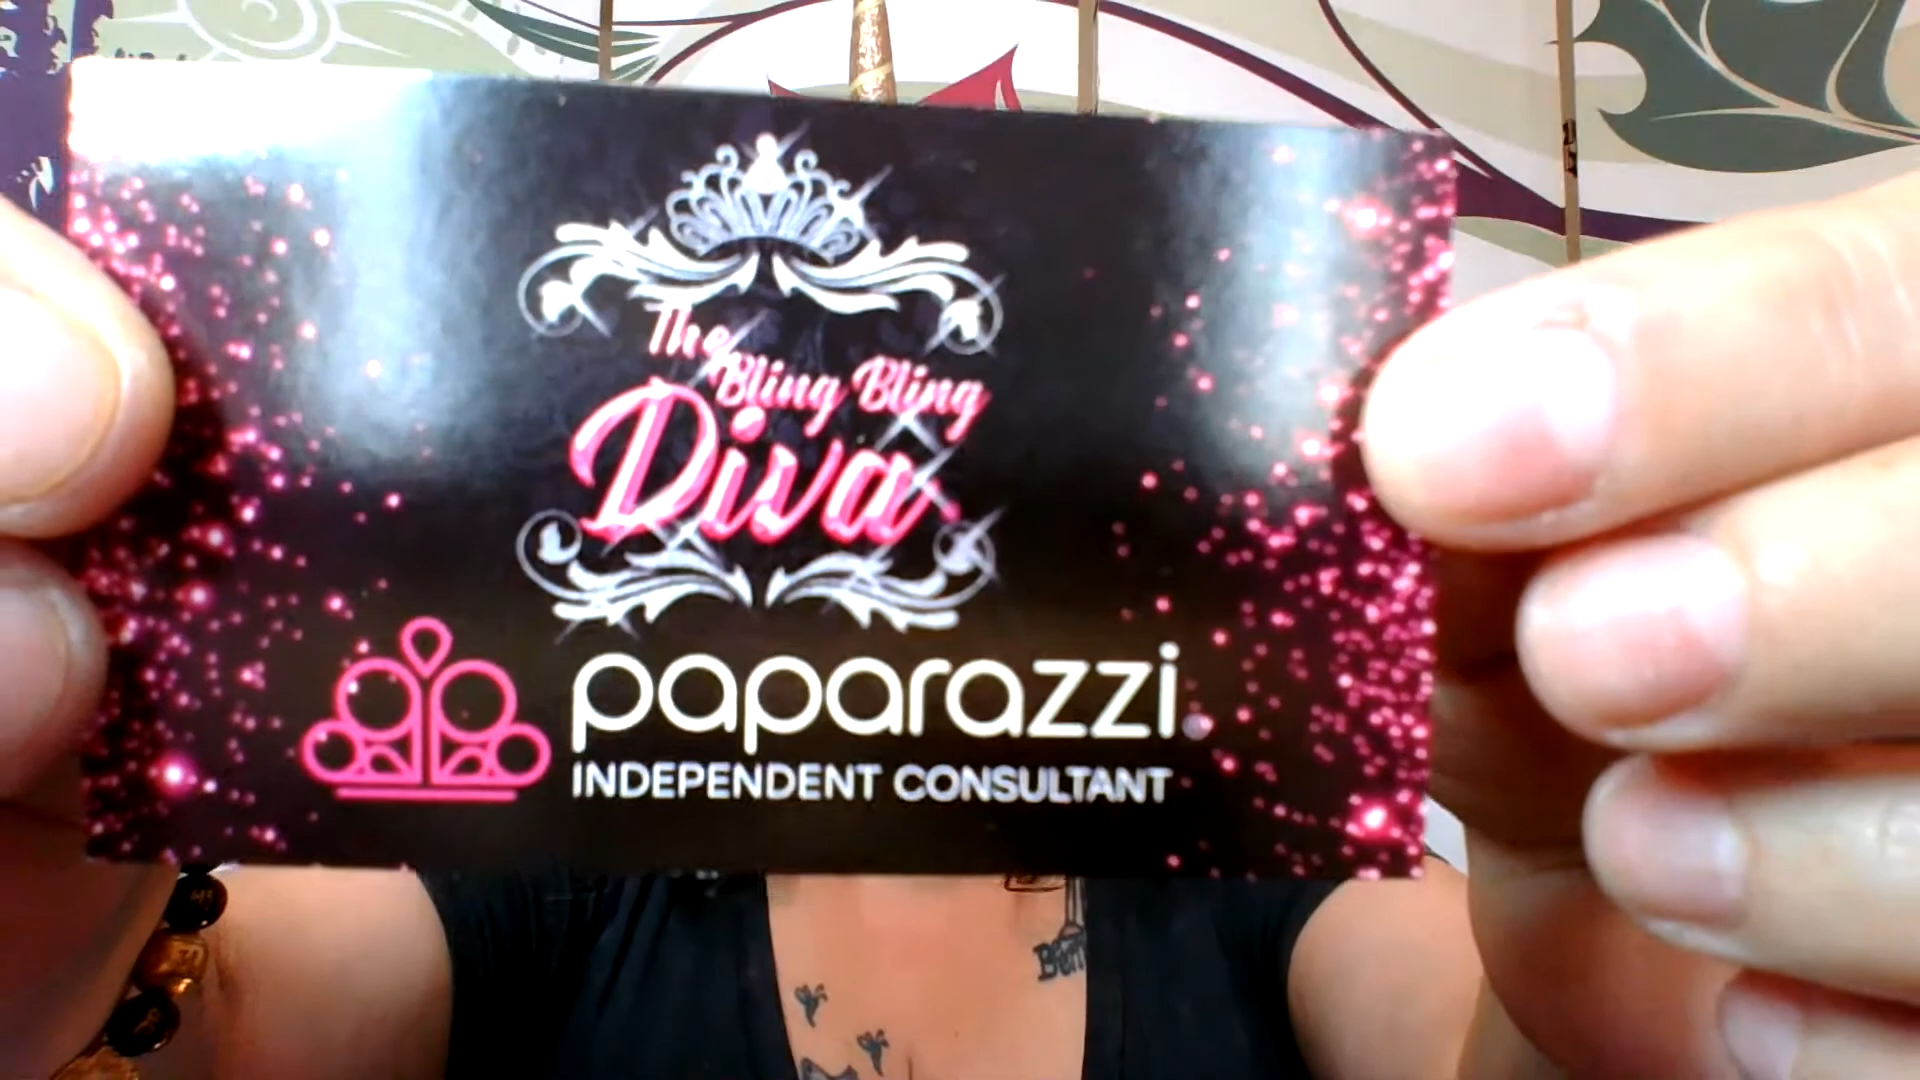 The
Bling Bling
Diva
paparazzi
INDEPENDENT CONSULTANT